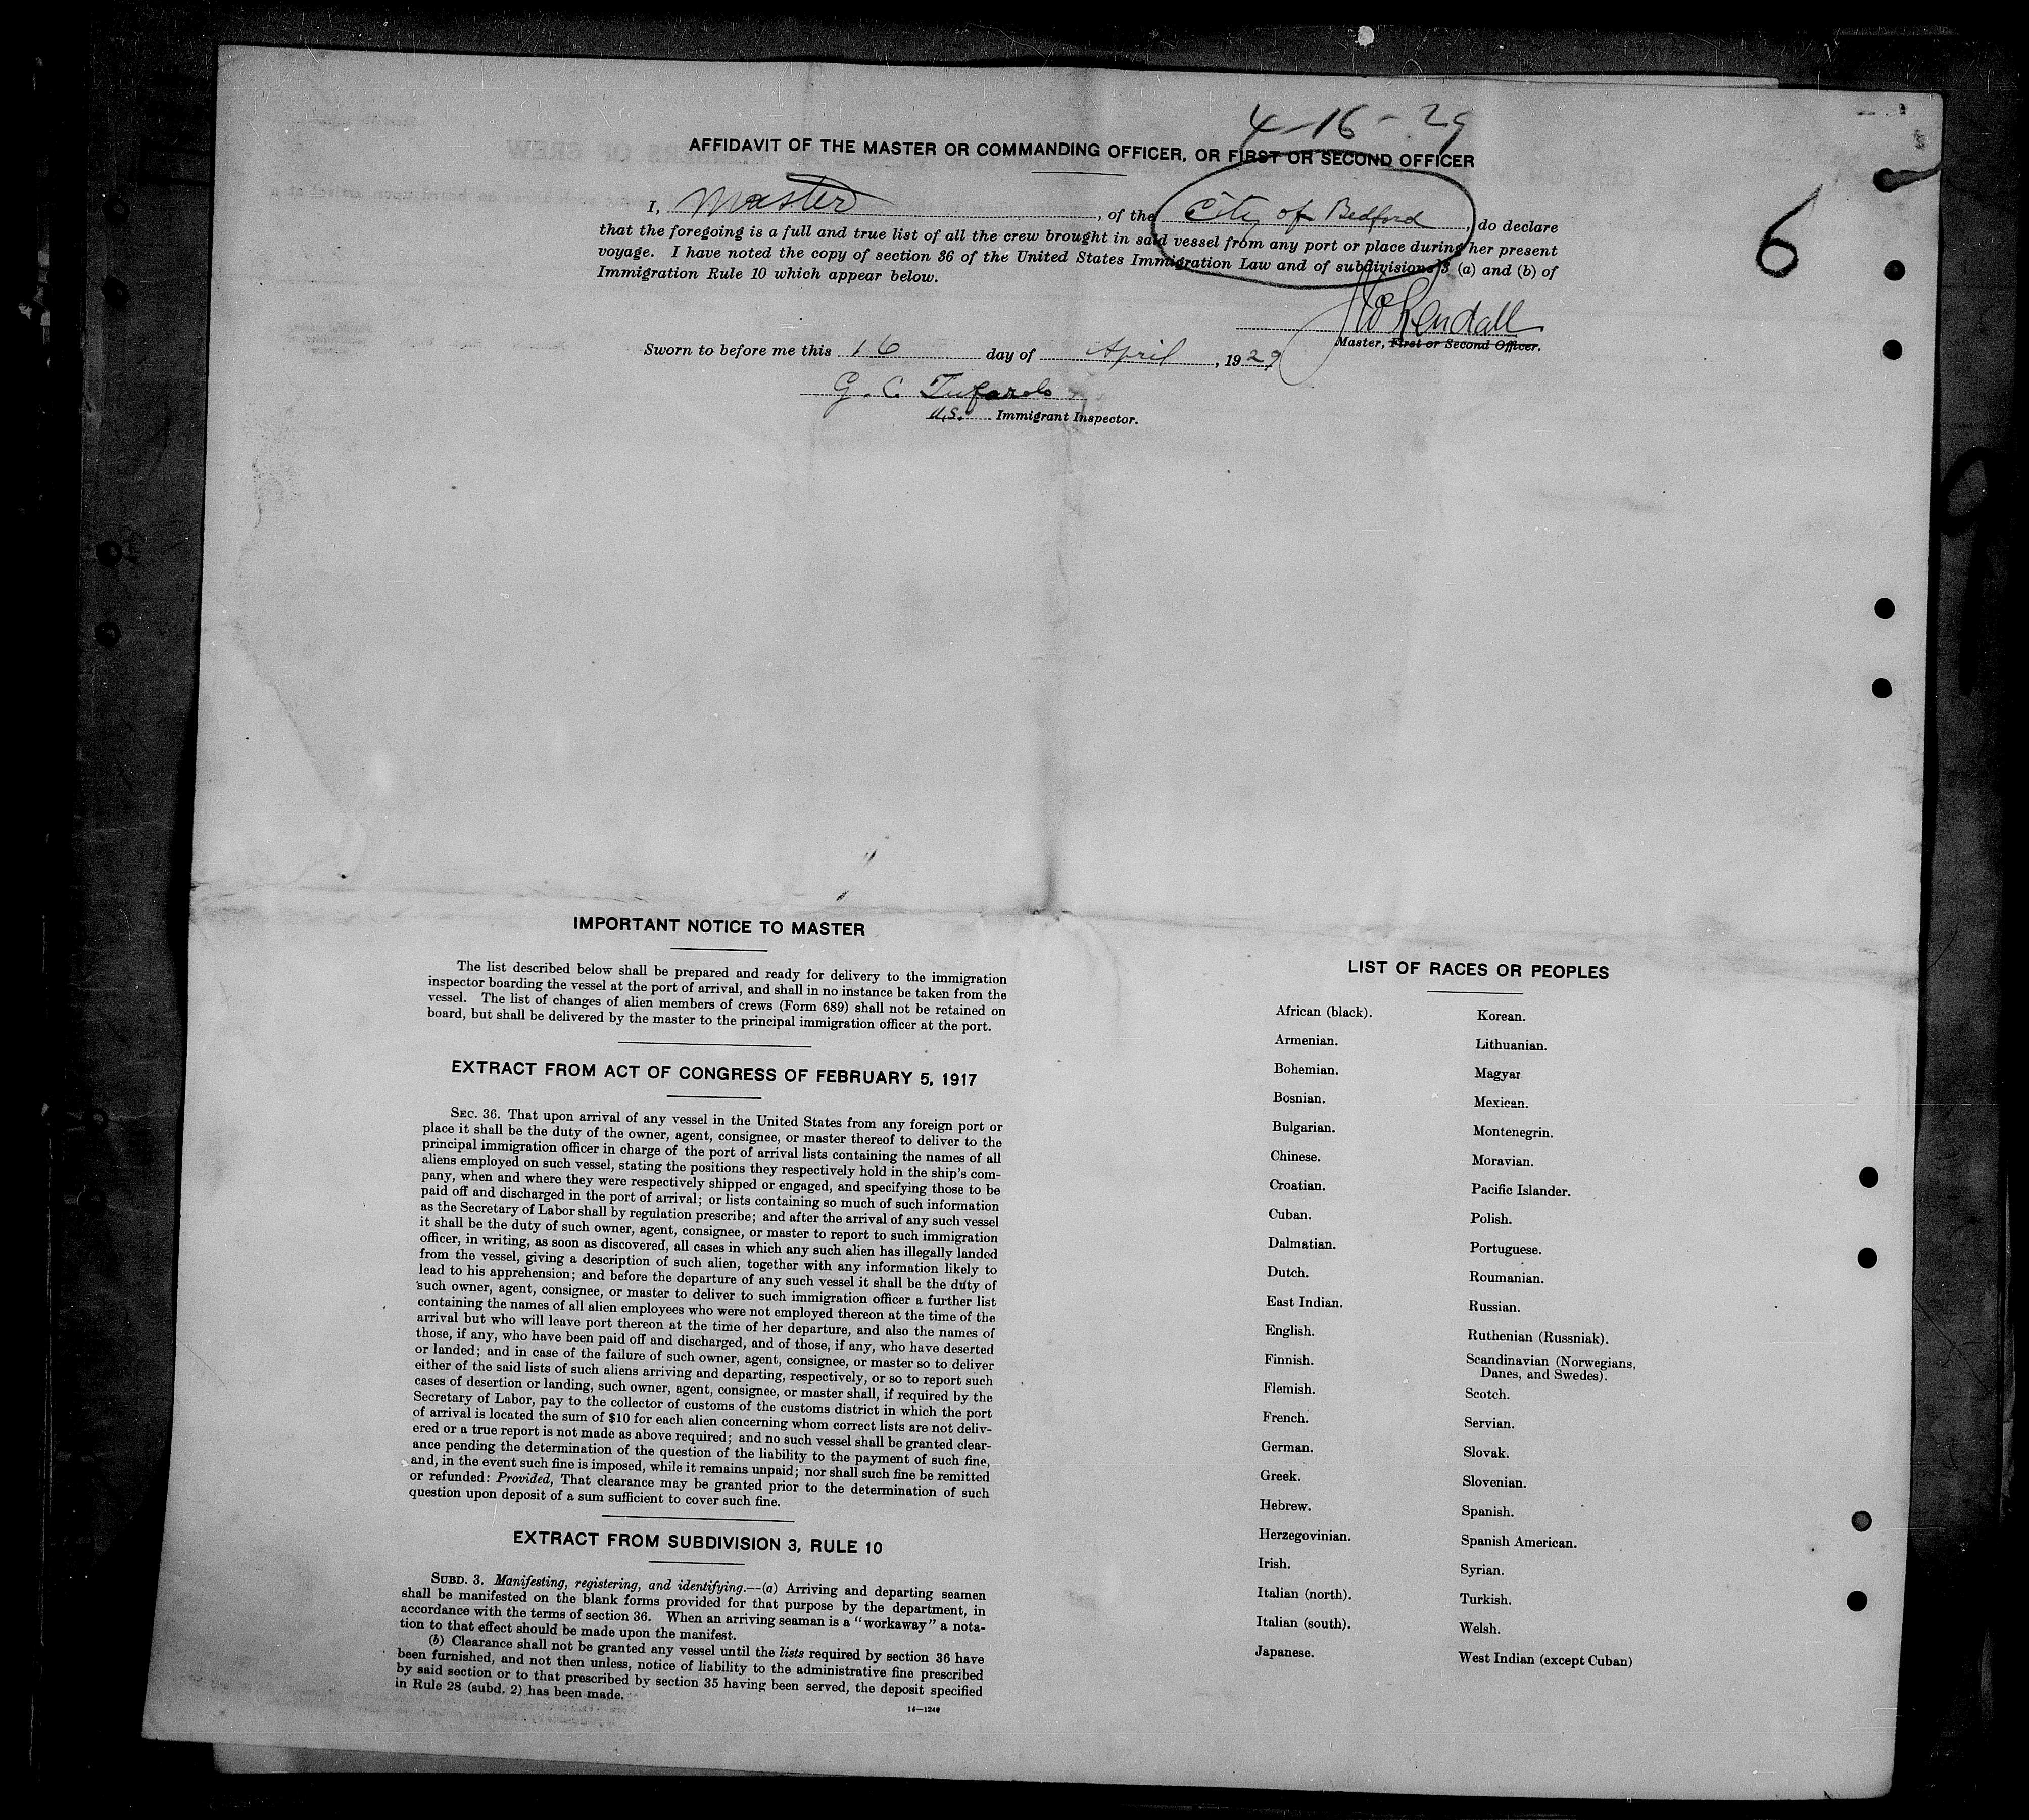 4-16-29
AFFIDAVIT OF THE MASTER OR COMMANDING OFFICER, OR FIRST OR SECOND OFFICER
6
I, Master, of the City of Bedford, do declare
that the foregoing is a full and true list of all the crew brought in said vessel from any port or place during her present
voyage. I have noted the copy of section 36 of the United States Immigration Law and of subdivisions 3 (a) and (b) of
Immigration Rule 10 which appear below.
Kendall
Master, First or Second Officer.
Sworn to before me this 16 day of April, 1929
G. C.
U.S. Immigrant Inspector.
IMPORTANT NOTICE TO MASTER
The list described below shall be prepared and ready for delivery to the immigration
inspector boarding the vessel at the port of arrival, and shall in no instance be taken from the
vessel. The list of changes of alien members of crews (Form 689) shall not be retained on
board, but shall be delivered by the master to the principal immigration officer at the port.
EXTRACT FROM ACT OF CONGRESS OF FEBRUARY 5, 1917
SEC. 36. That upon arrival of any vessel in the United States from any foreign port or
place it shall be the duty of the owner, agent, consignee, or master thereof to deliver to the
principal immigration officer in charge of the port of arrival lists containing the names of all
aliens employed on such vessel, stating the positions they respectively hold in the ship's com-
pany, when and where they were respectively shipped or engaged, and specifying those to be
paid off and discharged in the port of arrival; or lists containing so much of such information
as the Secretary of Labor shall by regulation prescribe; and after the arrival of any such vessel
it shall be the duty of such owner, agent, consignee, or master to report to such immigration
officer, in writing, as soon as discovered, all cases in which any such alien has illegally landed
from the vessel, giving a description of such alien, together with any information likely to
lead to his apprehension; and before the departure of any such vessel it shall be the duty of
such owner, agent, consignee, or master to deliver to such immigration officer a further list
containing the names of all alien employees who were not employed thereon at the time of the
arrival but who will leave port thereon at the time of her departure, and also the names of
those, if any, who have been paid off and discharged, and of those, if any, who have deserted
or landed; and in case of the failure of such owner, agent, consignee, or master so to deliver
either of the said lists of such aliens arriving and departing, respectively, or so to report such
cases of desertion or landing, such owner, agent, consignee, or master shall, if required by the
Secretary of Labor, pay to the collector of customs of the customs district in which the port
of arrival is located the sum of $10 for each alien concerning whom correct lists are not deliv-
ered or a true report is not made as above required; and no such vessel shall be granted clear-
ance pending the determination of the question of the liability to the payment of such fine,
and, in the event such fine is imposed, while it remains unpaid; nor shall such fine be remitted
or refunded: Provided, That clearance may be granted prior to the determination of such
question upon deposit of a sum sufficient to cover such fine.
EXTRACT FROM SUBDIVISION 3, RULE 10
SUBD. 3. Manifesting, registering, and identifying.—(a) Arriving and departing seamen
shall be manifested on the blank forms provided for that purpose by the department, in
accordance with the terms of section 36. When an arriving seaman is a "workaway" a nota-
tion to that effect should be made upon the manifest.
(b) Clearance shall not be granted any vessel until the lists required by section 36 have
been furnished, and not then unless, notice of liability to the administrative fine prescribed
by said section or to that prescribed by section 35 having been served, the deposit specified
in Rule 28 (subd. 2) has been made.
14—1240
LIST OF RACES OR PEOPLES
African (black).
Armenian.
Bohemian.
Bosnian.
Bulgarian.
Chinese.
Croatian.
Cuban.
Dalmatian.
Dutch.
East Indian.
English.
Finnish.
Flemish.
French.
German.
Greek.
Hebrew.
Herzegovinian.
Irish.
Italian (north).
Italian (south).
Japanese.
Korean.
Lithuanian.
Magyar
Mexican.
Montenegrin.
Moravian.
Pacific Islander.
Polish.
Portuguese.
Roumanian.
Russian.
Ruthenian (Russniak).
Scandinavian (Norwegians,
Danes, and Swedes).
Scotch.
Servian.
Slovak.
Slovenian.
Spanish.
Spanish American.
Syrian.
Turkish.
Welsh.
West Indian (except Cuban)